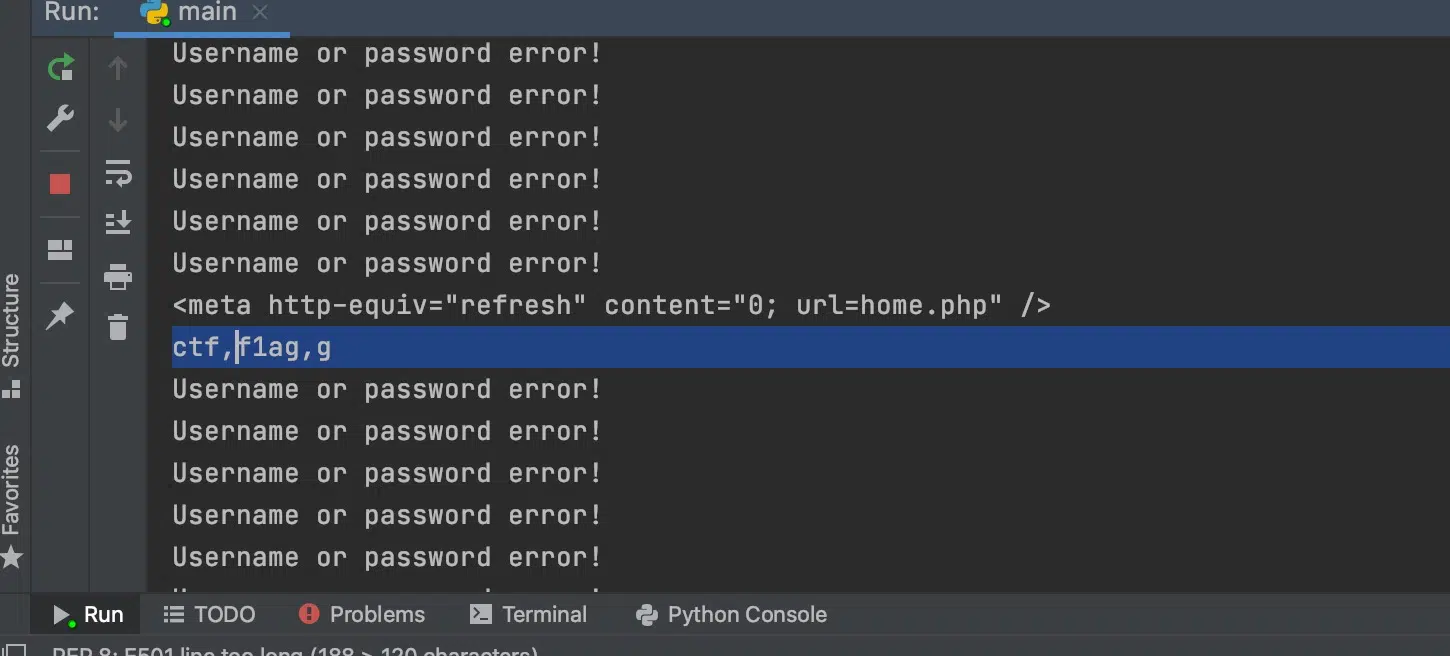 Run: main
Username or password error!
Username or password error!
Username or password error!
Username or password error!
Username or password error!
Username or password error!
<meta http-equiv="refresh" content="0; url=home.php" />
ctf,f1ag,g
Username or password error!
Username or password error!
Username or password error!
Username or password error!
Username or password error!
Structure
Favorites
Run TODO Problems Terminal Python Console
PEP 8: E501 line too long (188 > 120 characters)